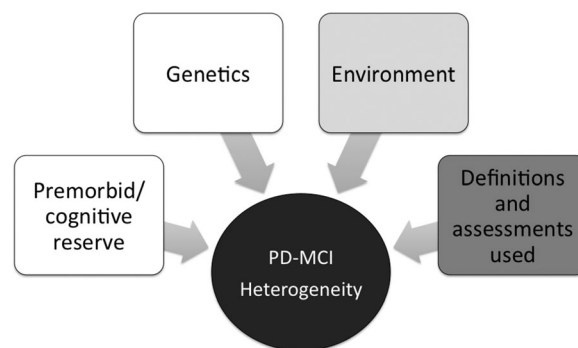 Genetics
Environment
Premorbid/
cognitive
reserve
Definitions
and
assessments
used
PD-MCI
Heterogeneity